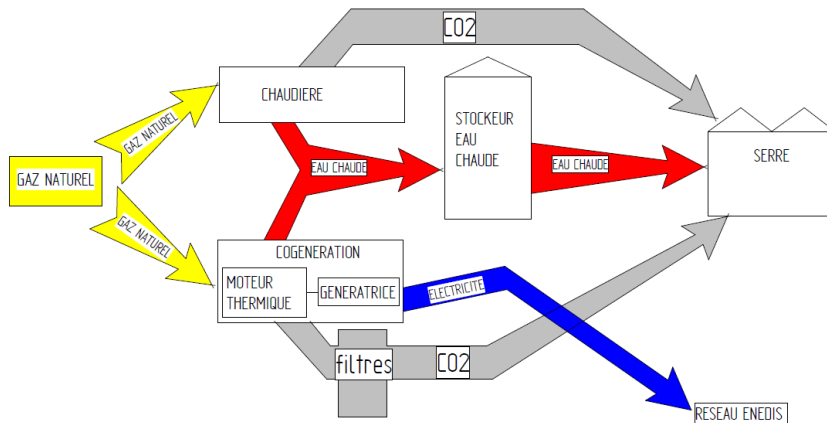 CO2
CHAUDIERE
GAZ NATUREL
STOCKEUR
EAU
CHAUDE
SERRE
EAU CHAUDE
EAU CHAUDE
GAZ NATUREL
GAZ NATUREL
COGENERATION
MOTEUR
THERMIQUE
GENERATRICE
ELECTRICITE
filtres
CO2
RESEAU ENEDIS